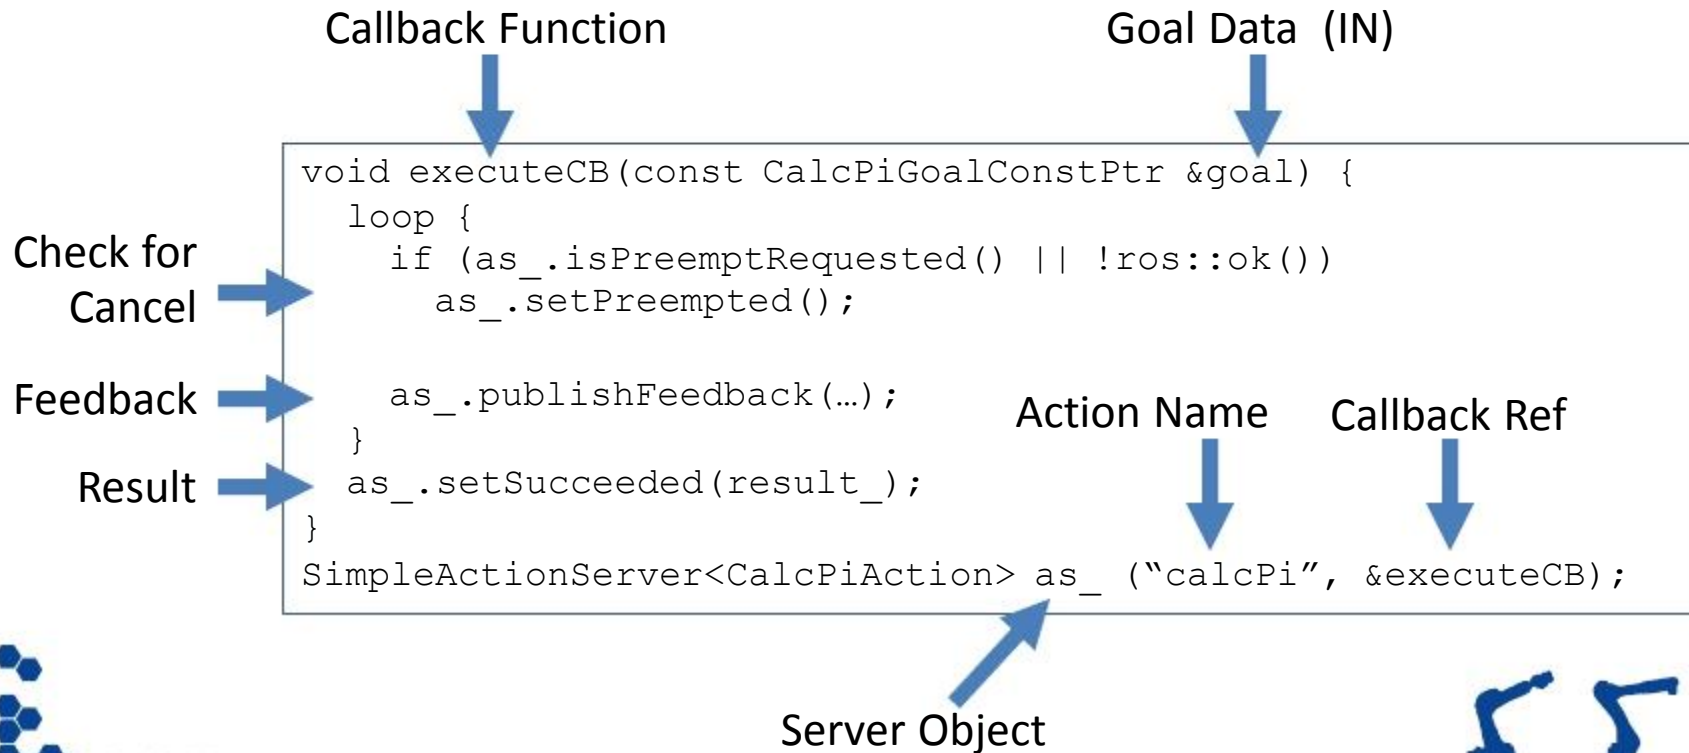 Callback Function
Goal Data (IN)
void executeCB(const CalcPiGoalConstPtr &goal) {
loop {
if (as_.isPreemptRequested() || !ros::ok())
as_.setPreempted();
Check for
Cancel
as_.publishFeedback(…);
Feedback
}
as_.setSucceeded(result_);
Result
}
Action Name
Callback Ref
SimpleActionServer<CalcPiAction> as_ (“calcPi”, &executeCB);
Server Object